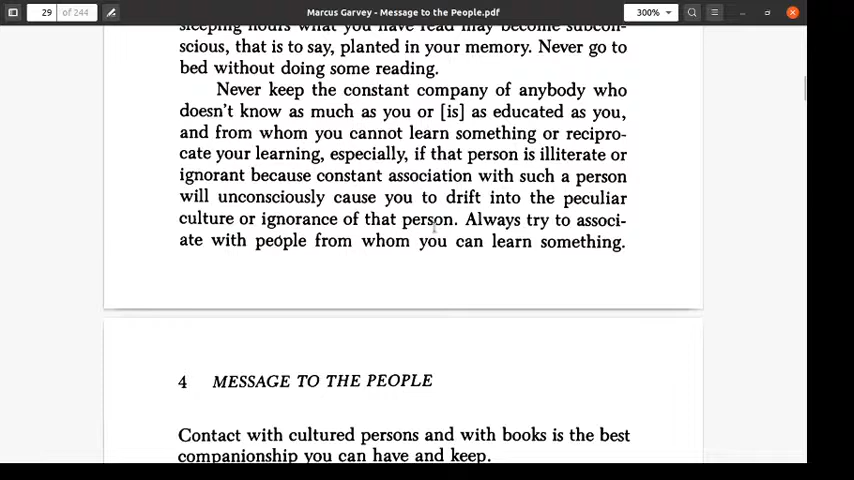 29 of 244
Marcus Garvey - Message to the People.pdf
300%
sleeping hours what you have read may become subcon-
scious, that is to say, planted in your memory. Never go to
bed without doing some reading.
Never keep the constant company of anybody who
doesn't know as much as you or [is] as educated as you,
and from whom you cannot learn something or recipro-
cate your learning, especially, if that person is illiterate or
ignorant because constant association with such a person
will unconsciously cause you to drift into the peculiar
culture or ignorance of that person. Always try to associ-
ate with people from whom you can learn something.
4 MESSAGE TO THE PEOPLE
Contact with cultured persons and with books is the best
companionship you can have and keep.